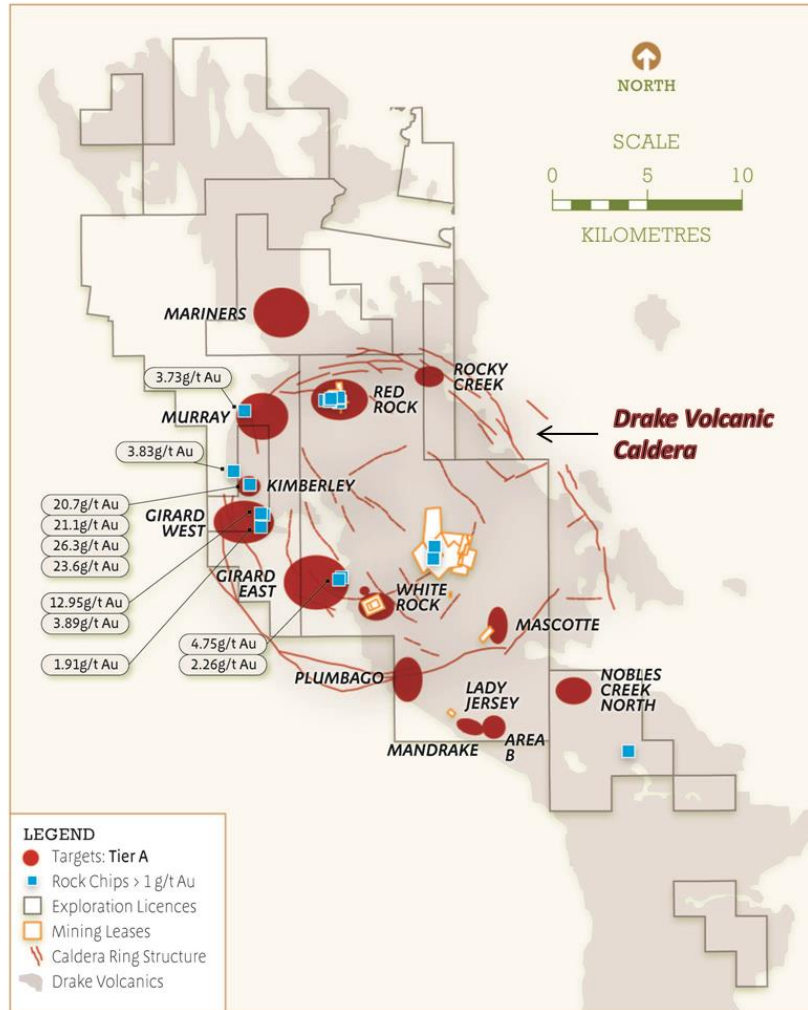 NORTH
SCALE
0 5 10
KILOMETRES
MARINERS
3.73g/t Au
MURRAY
RED
ROCK
ROCKY
CREEK
Drake Volcanic
Caldera
3.83g/t Au
KIMBERLEY
20.7g/t Au
21.1g/t Au
26.3g/t Au
23.6g/t Au
GIRARD
WEST
12.95g/t Au
3.89g/t Au
1.91g/t Au
GIRARD
EAST
4.75g/t Au
2.26g/t Au
WHITE
ROCK
MASCOTTE
PLUMBAGO
LADY
JERSEY
MANDRAKE
AREA
B
NOBLES
CREEK
NORTH
LEGEND
Targets: Tier A
Rock Chips > 1 g/t Au
Exploration Licences
Mining Leases
Caldera Ring Structure
Drake Volcanics